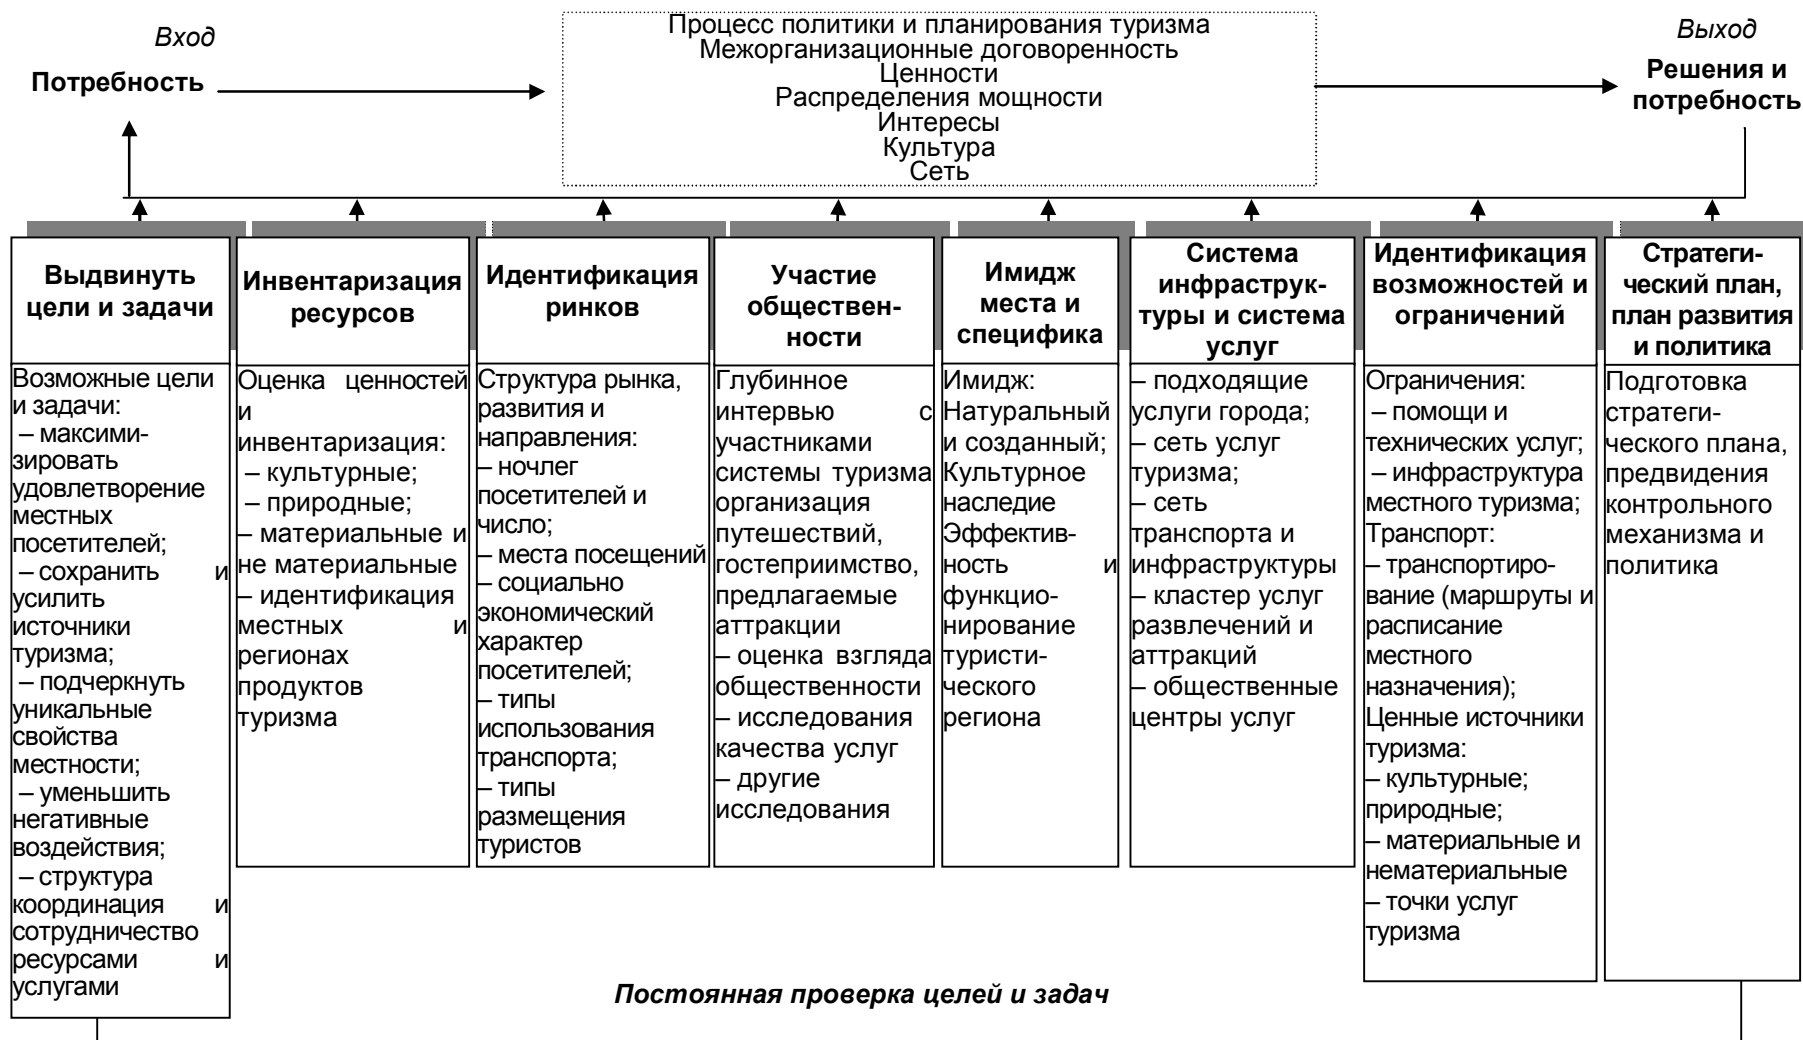 Вход
Потребность
Процесс политики и планирования туризма
Межорганизационные договоренность
Ценности
Распределения мощности
Интересы
Культура
Сеть
Выход
Решения и
потребность
Выдвинуть
цели и задачи
Инвентаризация
ресурсов
Идентификация
ринков
Участие
обществен-
ности
Имидж
места и
специфика
Система
инфраструк-
туры и система
услуг
Идентификация
возможностей и
ограничений
Стратеги-
ческий план,
план развития
и политика
Возможные цели
и задачи:
– максими-
зировать
удовлетворение
местных
посетителей;
– сохранить и
усилить
источники
туризма;
– подчеркнуть
уникальные
свойства
местности;
– уменьшить
негативные
воздействия;
– структура
координация и
сотрудничество
ресурсами и
услугами
Оценка ценностей
и
инвентаризация:
– культурные;
– природные;
– материальные и
не материальные
– идентификация
местных и
регионах
продуктов
туризма
Структура рынка,
развития и
направления:
– ночлег
посетителей и
число;
– места посещений
– социально
экономический
характер
посетителей;
– типы
использования
транспорта;
– типы
размещения
туристов
Глубинное
интервью с
участниками
системы туризма
организация
путешествий,
гостеприимство,
предлагаемые
аттракции
– оценка взгляда
общественности
– исследования
качества услуг
– другие
исследования
Имидж:
Натуральный
и созданный;
Культурное
наследие
Эффектив-
ность и
функцио-
нирование
туристи-
ческого
региона
– подходящие
услуги города;
– сеть услуг
туризма;
– сеть
транспорта и
инфраструктуры
– кластер услуг
развлечений и
аттракций
– общественные
центры услуг
Ограничения:
– помощи и
технических услуг;
– инфраструктура
местного туризма;
Транспорт:
– транспортиро-
вание (маршруты и
расписание
местного
назначения);
Ценные источники
туризма:
– культурные;
природные;
– материальные и
нематериальные
– точки услуг
туризма
Подготовка
стратеги-
ческого плана,
предвидения
контрольного
механизма и
политика
Постоянная проверка целей и задач